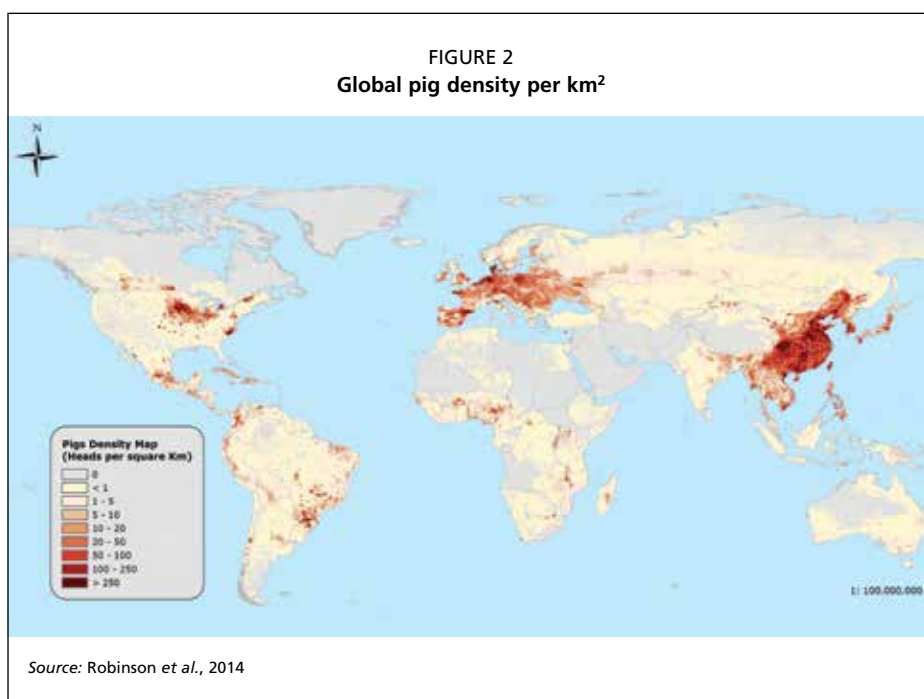 FIGURE 2
Global pig density per km²
N
Pigs Density Map
(Heads per square Km)
0
< 1
1 - 5
5 - 10
10 - 20
20 - 50
50 - 100
100 - 250
> 250
1: 100.000.000
Source: Robinson et al., 2014